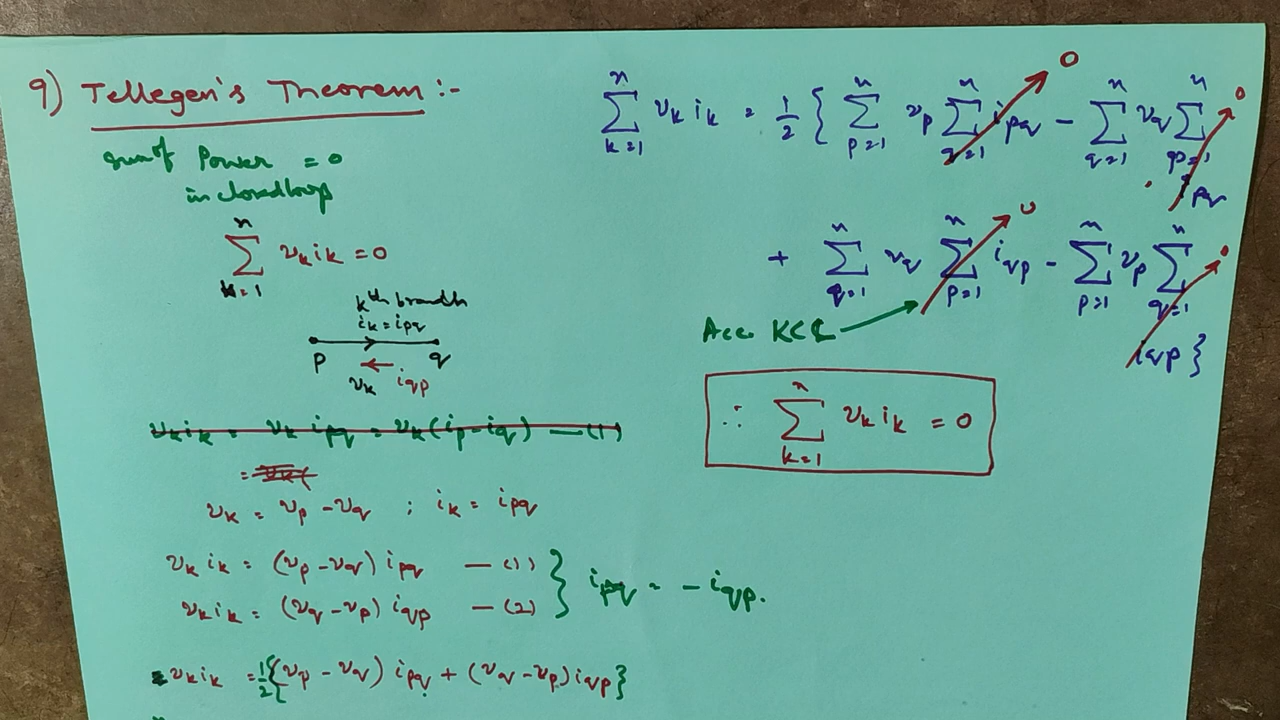 9) Tellegen's Theorem :-
sum of Power = 0
in closed loop
n
∑ vₖ iₖ = 0
k=1
kth branch
iₖ = ipq
p q
vₖ iqp
vₖiₖ = vₖ ipq = vₖ(ip-iq) — (1)
= vₖ(
vₖ = vp - vq ; iₖ = ipq
vₖ iₖ = (vp - vq) ipq — (1)
vₖ iₖ = (vq - vp) iqp — (2)
} ipq = - iqp.
vₖ iₖ = 1/2 {(vp - vq) ipq + (vq - vp) iqp}
n
n n n n n
∑ vₖ iₖ = 1/2 { ∑ vp ∑ ipq - ∑ vq ∑ ipq
k=1 p=1 q=1 q=1 p=1
0 0
n n n n
+ ∑ vq ∑ iqp - ∑ vp ∑ iqp }
q=1 p=1 p=1 q=1
0 0
Acc. KCL
n
∴ ∑ vₖ iₖ = 0
k=1